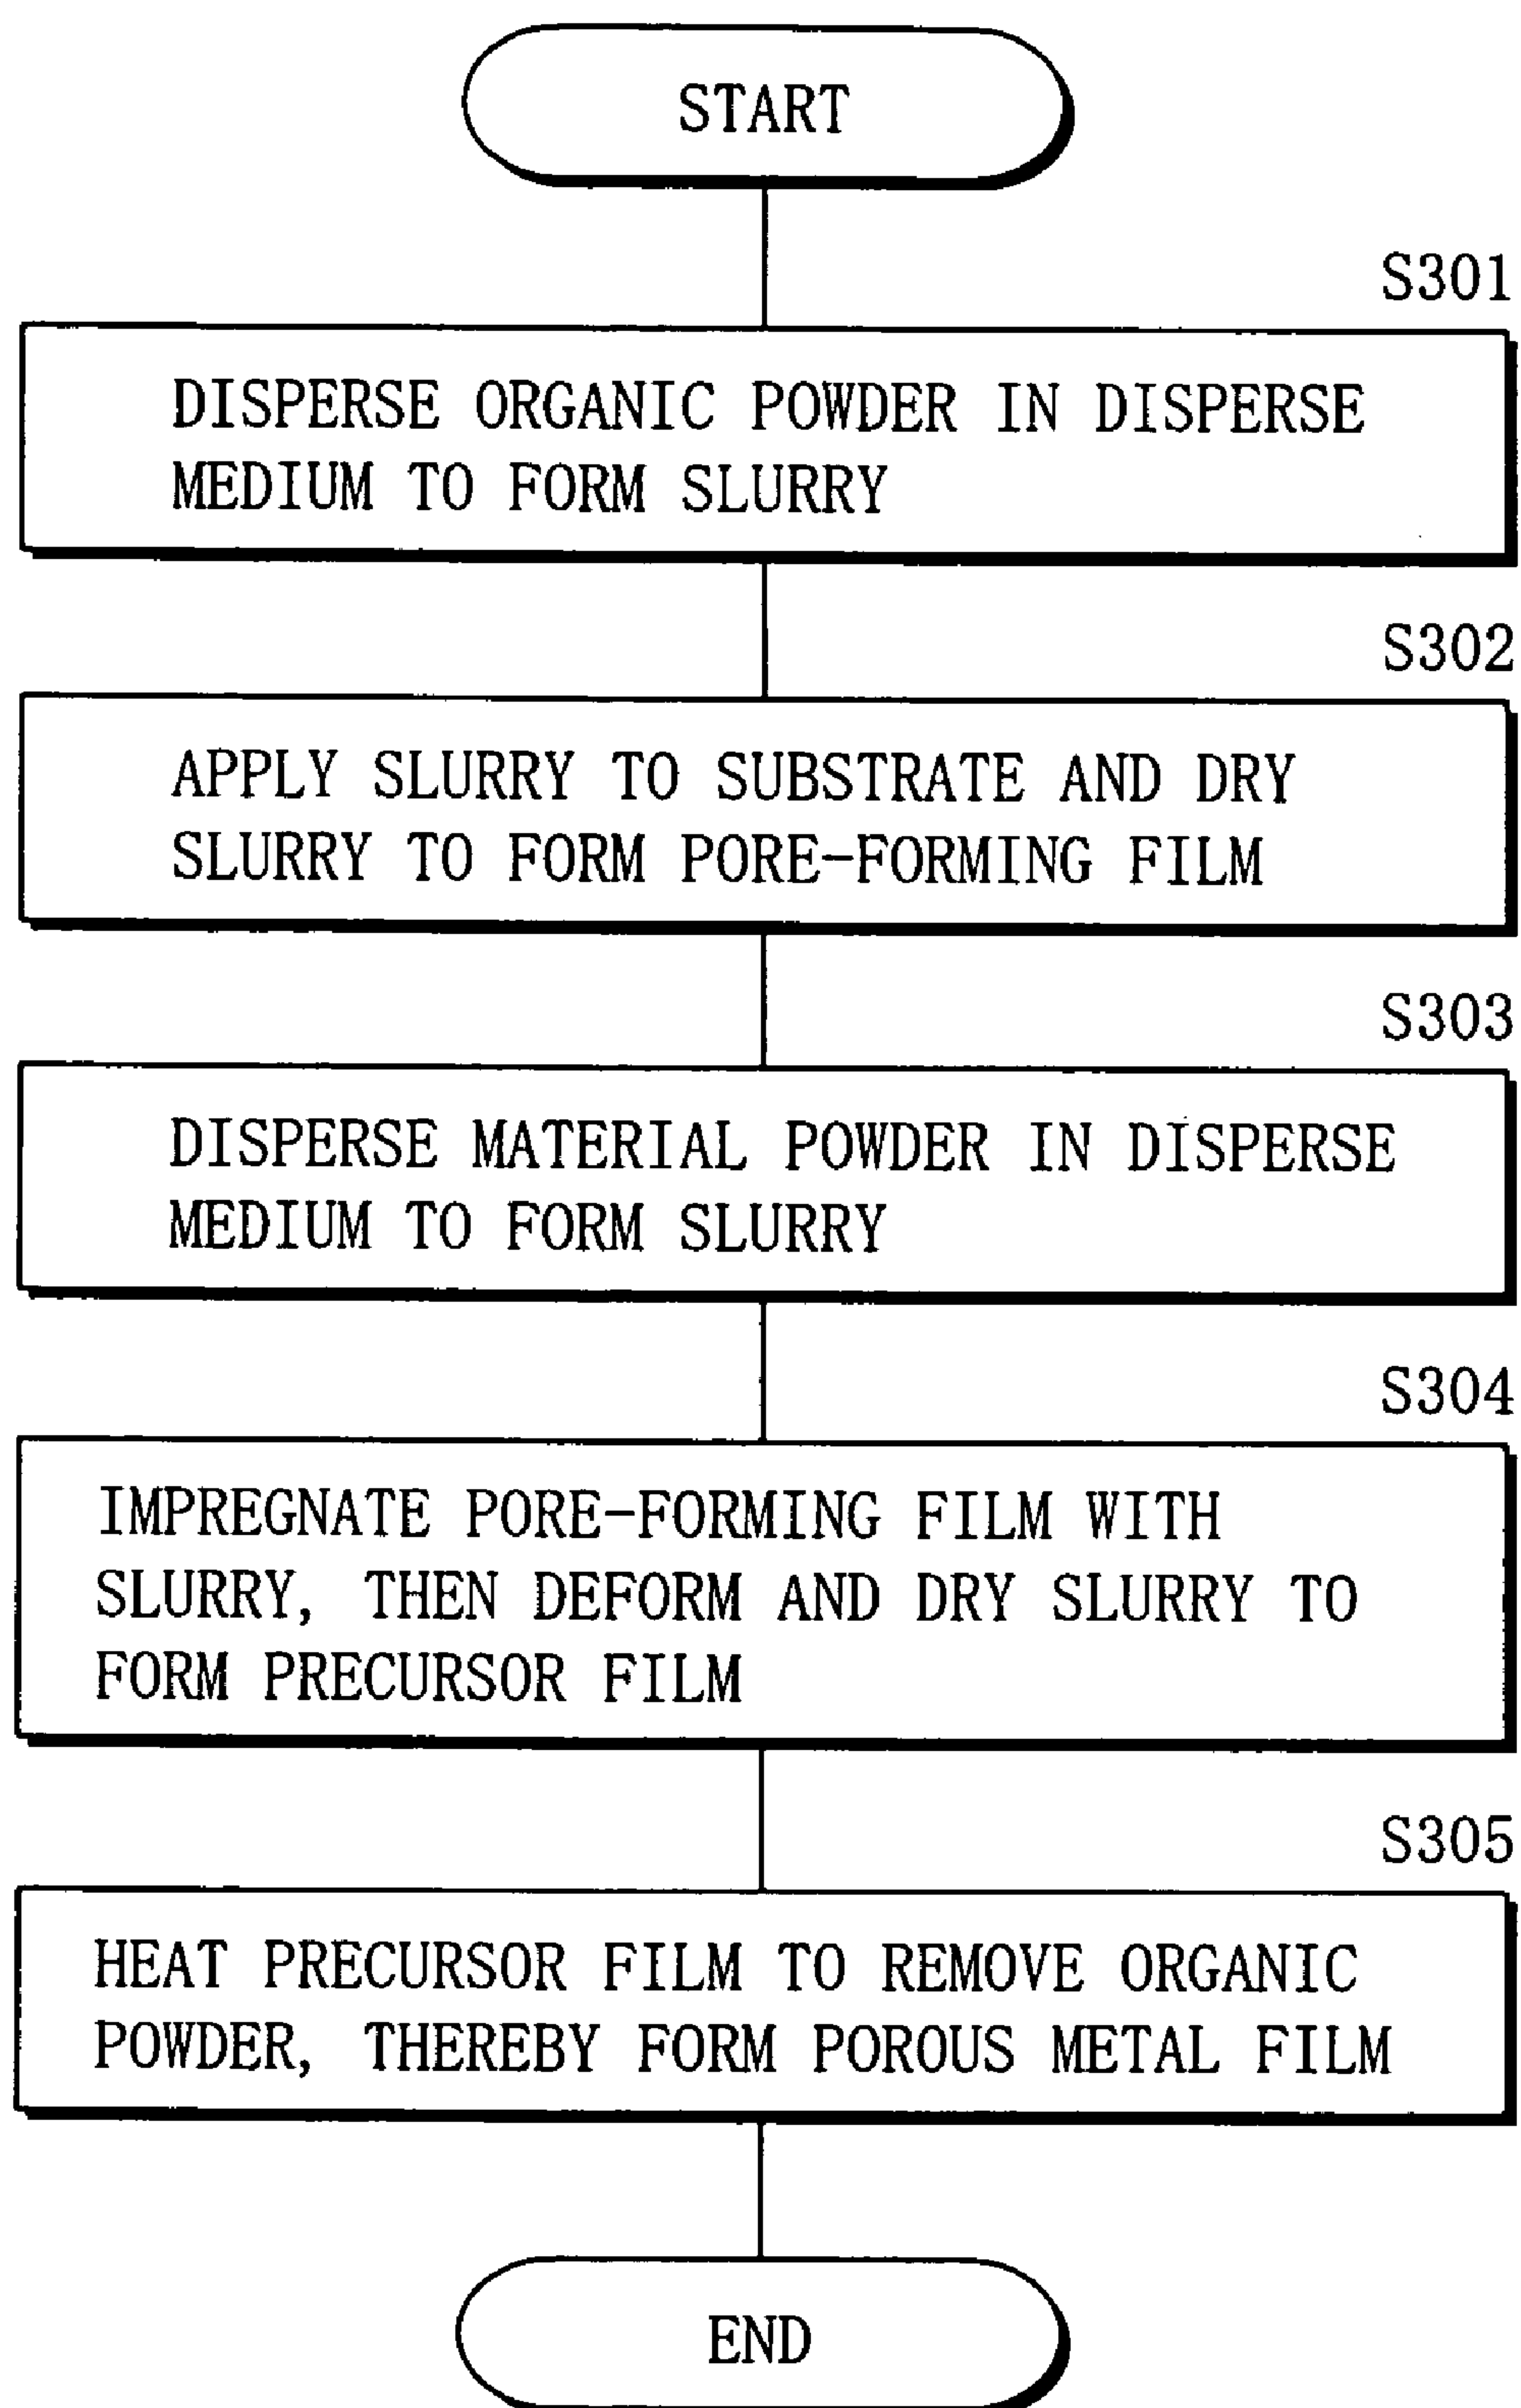 START
S301
DISPERSE ORGANIC POWDER IN DISPERSE
MEDIUM TO FORM SLURRY
S302
APPLY SLURRY TO SUBSTRATE AND DRY
SLURRY TO FORM PORE-FORMING FILM
S303
DISPERSE MATERIAL POWDER IN DISPERSE
MEDIUM TO FORM SLURRY
S304
IMPREGNATE PORE-FORMING FILM WITH
SLURRY, THEN DEFORM AND DRY SLURRY TO
FORM PRECURSOR FILM
S305
HEAT PRECURSOR FILM TO REMOVE ORGANIC
POWDER, THEREBY FORM POROUS METAL FILM
END